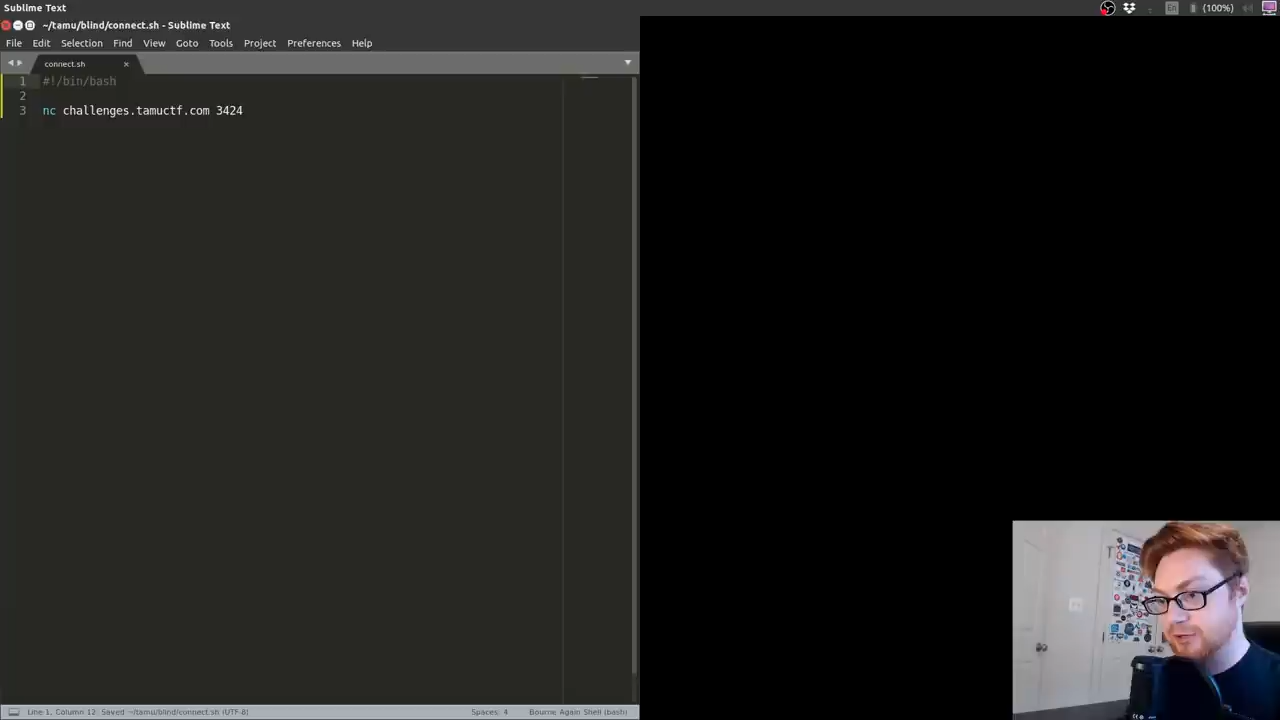 Sublime Text
(100%)
En
~/tamu/blind/connect.sh - Sublime Text
File Edit Selection Find View Goto Tools Project Preferences Help
connect.sh
1 #!/bin/bash
2
3 nc challenges.tamuctf.com 3424
Line 1, Column 12; Saved ~/tamu/blind/connect.sh (UTF-8) Spaces: 4 Bourne Again Shell (bash)